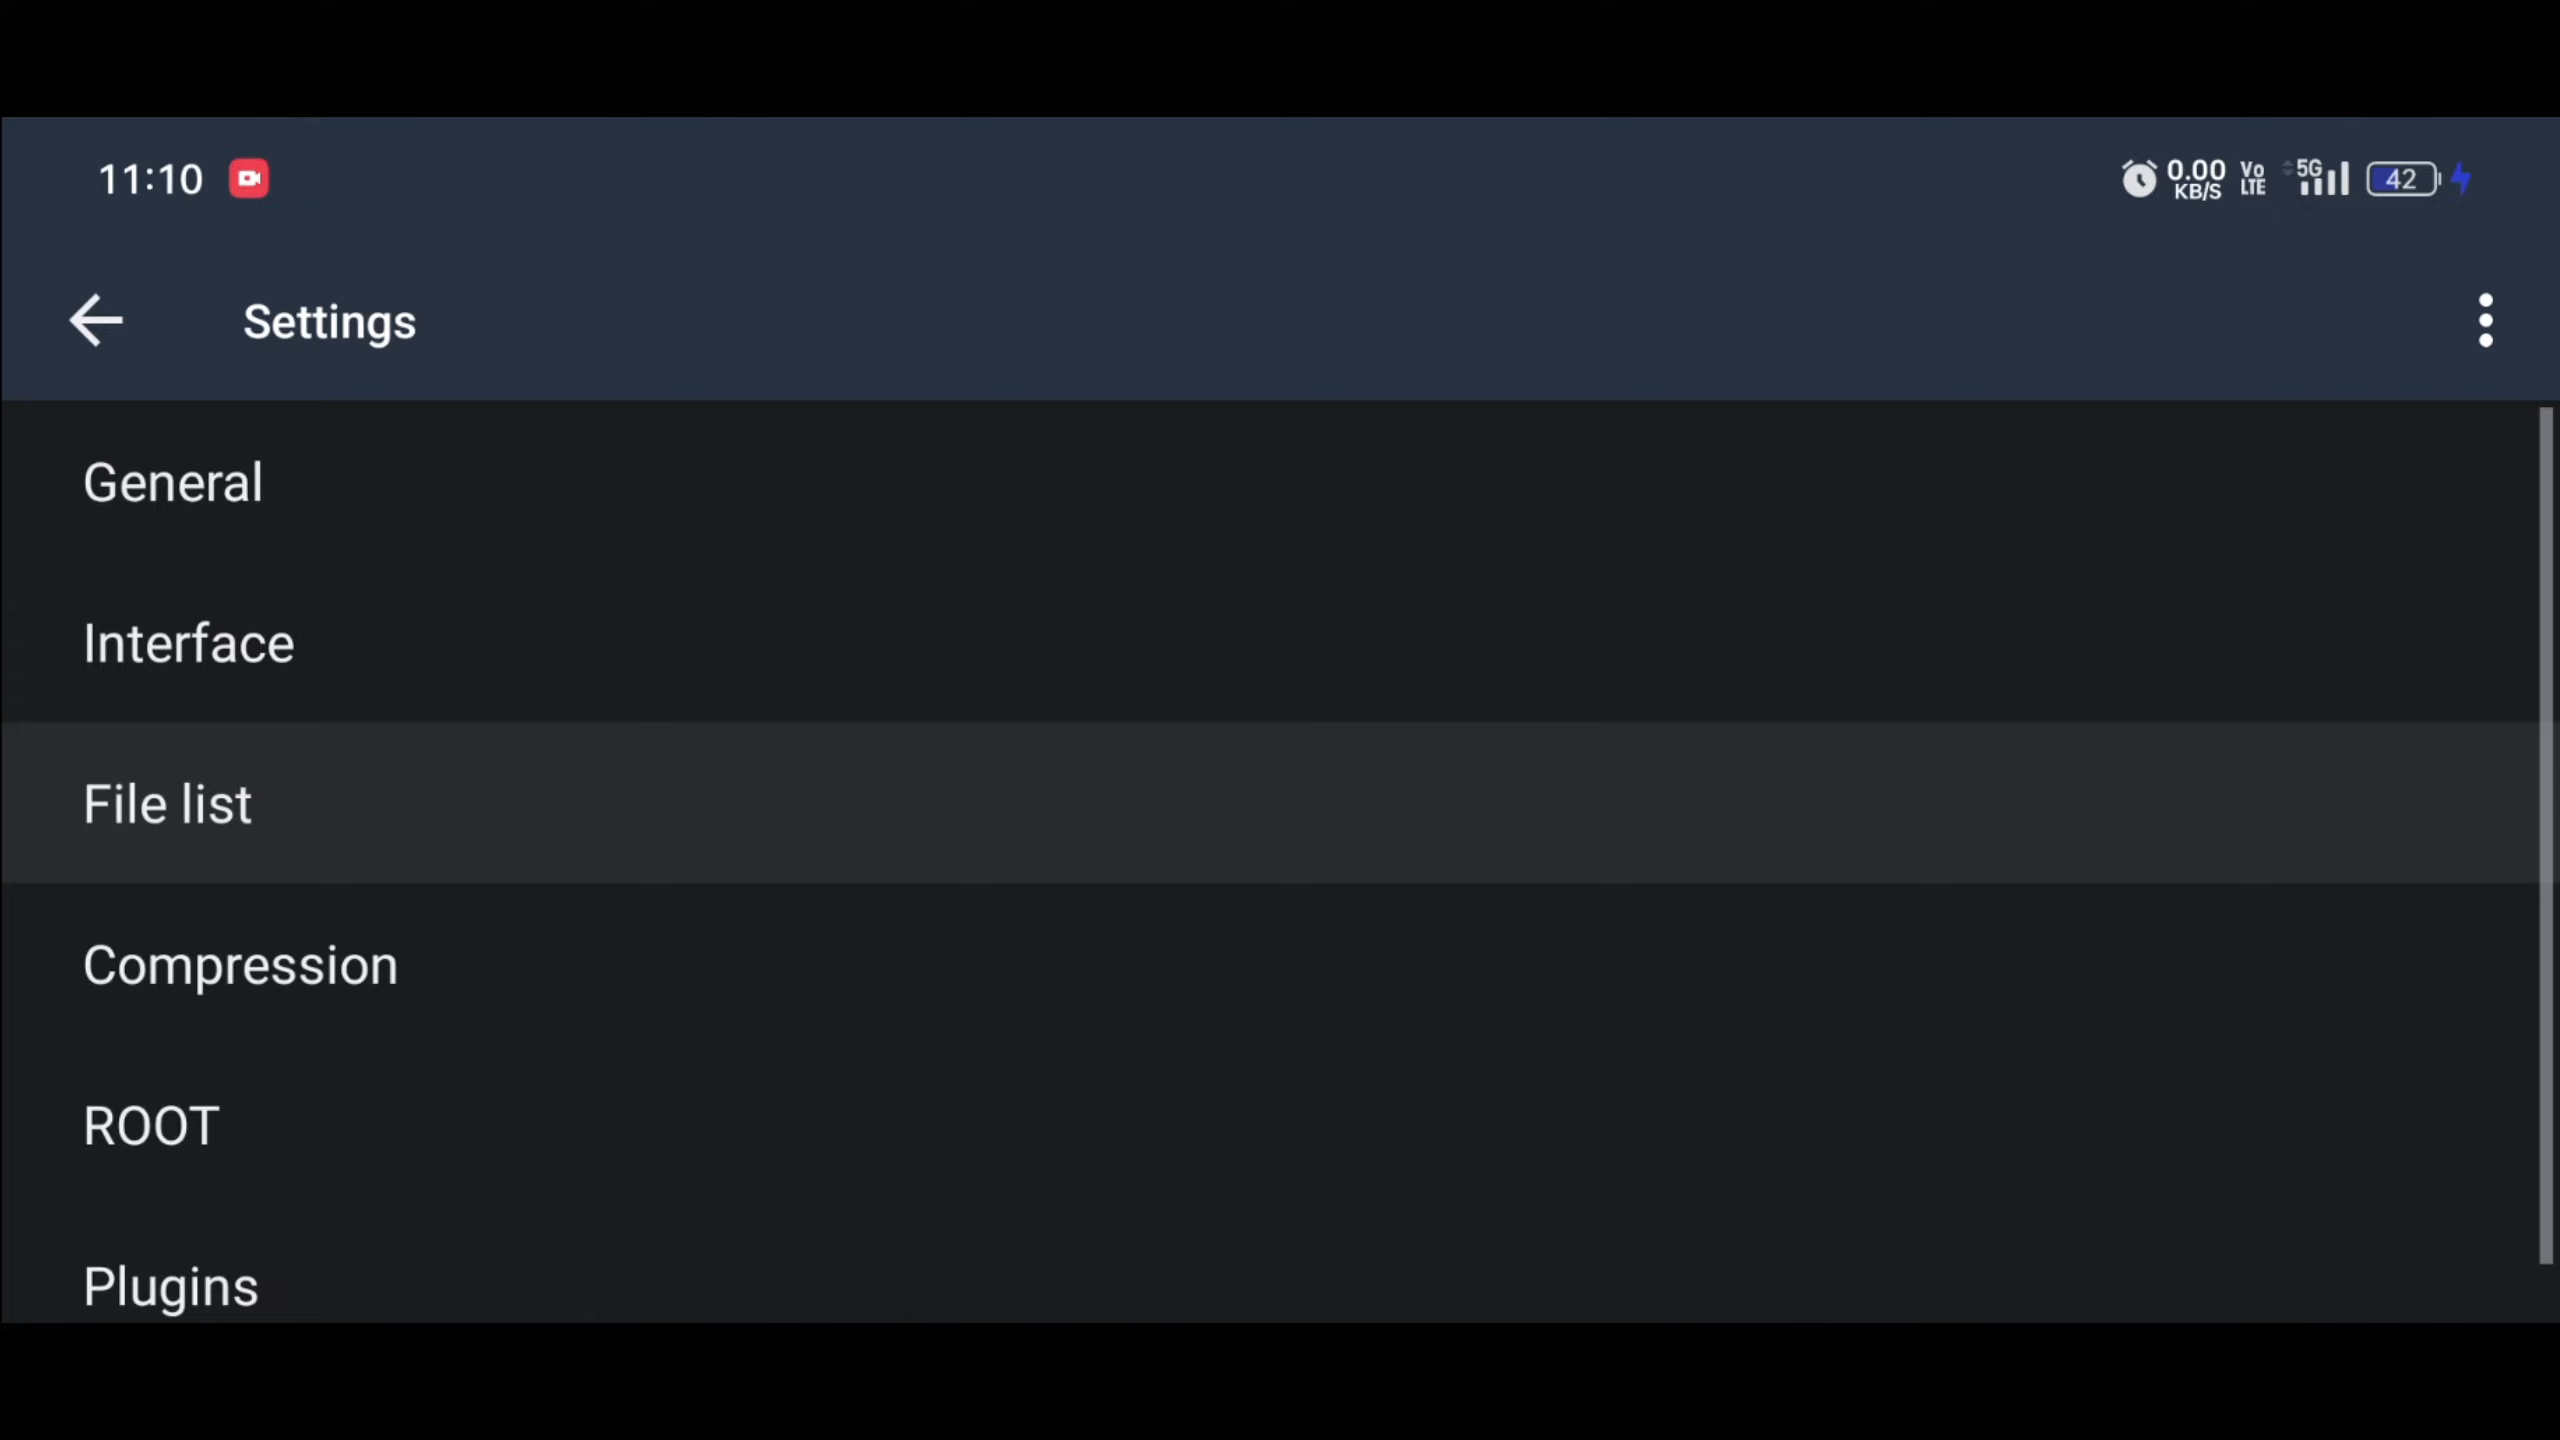 11:10
0.00
KB/S
Vo
LTE
5G
42
Settings
General
Interface
File list
Compression
ROOT
Plugins